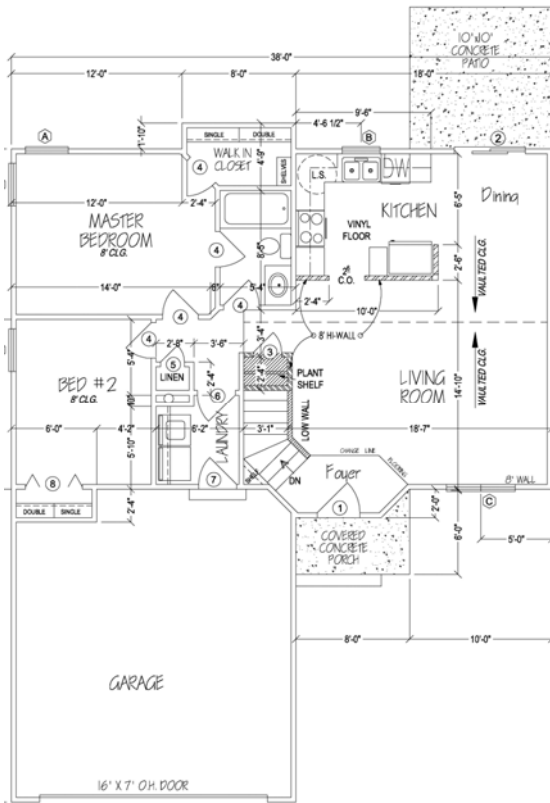 10'x10'
CONCRETE
PATIO
38'-0"
12'-0"
8'-0"
18'-0"
9'-6"
4'-6 1/2"
1'-10"
A
SINGLE
DOUBLE
WALK IN
CLOSET
4
4'-9"
SHELVES
B
L.S.
DW
2
Dining
12'-0"
2'-4"
MASTER
BEDROOM
8' CLG.
4
8'-5"
VINYL
FLOOR
KITCHEN
6'-5"
2'-6"
VAULTED CLG.
14'-0"
6"
5'-4"
C.O.
2'-4"
10'-0"
4
4
4
2'-6"
3'-6"
3'-4"
8' HI-WALL
3
5'-4"
5
LINEN
2'-4"
2'-4"
PLANT
SHELF
VAULTED CLG.
BED #2
8' CLG.
LIVING
ROOM
14'-10"
6
6'-0"
4'-2"
6'-2"
3'-1"
LOW WALL
18'-7"
5'-10"
LAUNDRY
CHANGE LINE
FLOORING
SHELF
DN
Foyer
8
7
8' WALL
DOUBLE
SINGLE
2'-4"
1
2'-0"
C
6'-0"
5'-0"
COVERED
CONCRETE
PORCH
8'-0"
10'-0"
GARAGE
16' X 7' O.H. DOOR